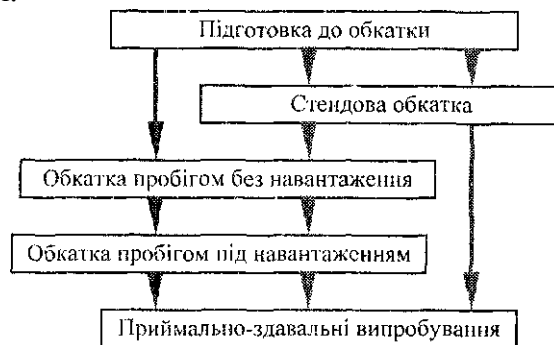 Підготовка до обкатки
Стендова обкатка
Обкатка пробігом без навантаження
Обкатка пробігом під навантаженням
Приймально-здавальні випробування